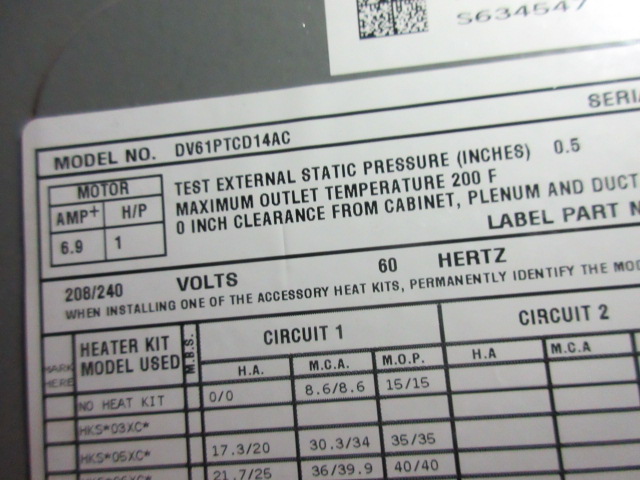 S634547
SERI
MODEL NO. DV61PTCD14AC
MOTOR
AMP+ H/P
6.9 1
TEST EXTERNAL STATIC PRESSURE (INCHES) 0.5
MAXIMUM OUTLET TEMPERATURE 200 F
0 INCH CLEARANCE FROM CABINET, PLENUM AND DUCT
LABEL PART N
208/240 VOLTS 60 HERTZ
WHEN INSTALLING ONE OF THE ACCESSORY HEAT KITS, PERMANENTLY IDENTIFY THE MOD
MARK HERE
HEATER KIT MODEL USED
M.B.S.
CIRCUIT 1 CIRCUIT 2
H.A. M.C.A. M.O.P. H.A M.C.A
NO HEAT KIT 0/0 8.6/8.6 15/15
HKS*03XC*
HKS*05XC* 17.3/20 30.3/34 35/35
21.7/25 36/39.9 40/40